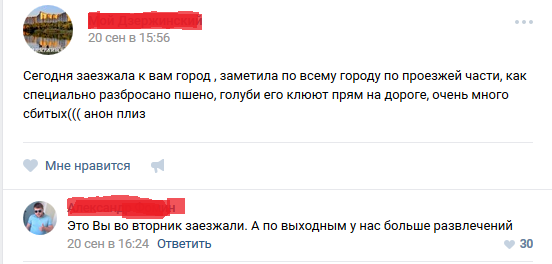 20 сен в 15:56
Сегодня заезжала к вам город , заметила по всему городу по проезжей части, как
специально разбросано пшено, голуби его клюют прям на дороге, очень много
сбитых((( анон плиз
Мне нравится
Это Вы во вторник заезжали. А по выходным у нас больше развлечений
20 сен в 16:24 Ответить 30